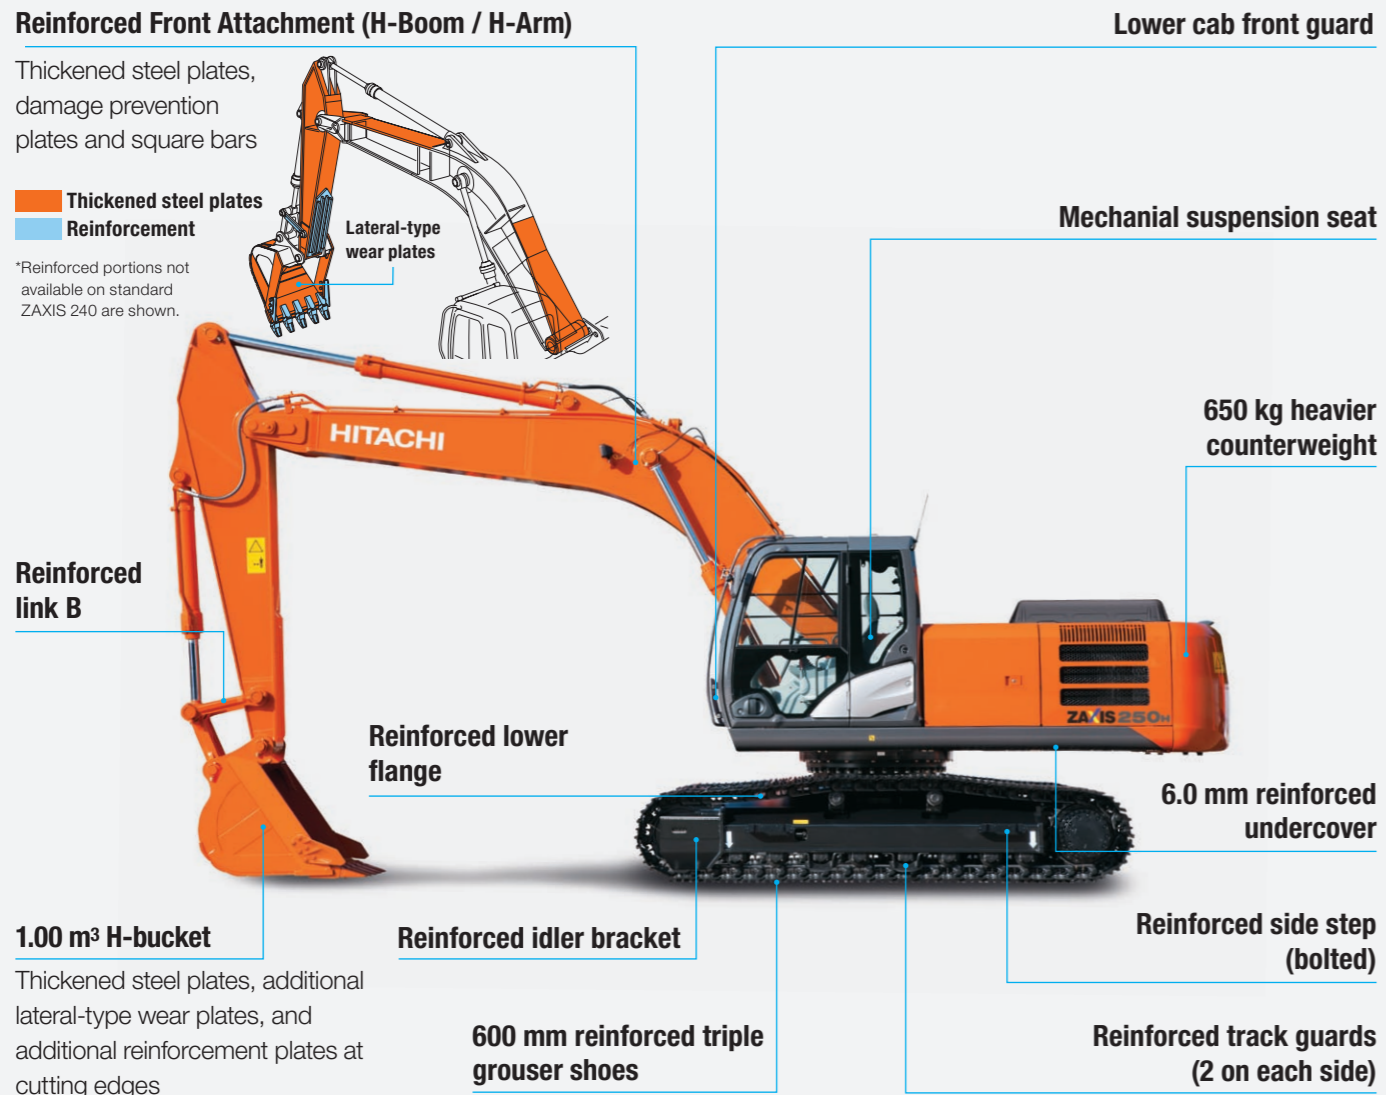 Reinforced Front Attachment (H-Boom / H-Arm)
Thickened steel plates,
damage prevention
plates and square bars
Thickened steel plates
Reinforcement
*Reinforced portions not
available on standard
ZAXIS 240 are shown.
Lateral-type
wear plates
Lower cab front guard
Mechanial suspension seat
650 kg heavier
counterweight
HITACHI
Reinforced
link B
ZAXIS 250H
Reinforced lower
flange
6.0 mm reinforced
undercover
1.00 m³ H-bucket
Thickened steel plates, additional
lateral-type wear plates, and
additional reinforcement plates at
cutting edges
Reinforced idler bracket
Reinforced side step
(bolted)
600 mm reinforced triple
grouser shoes
Reinforced track guards
(2 on each side)